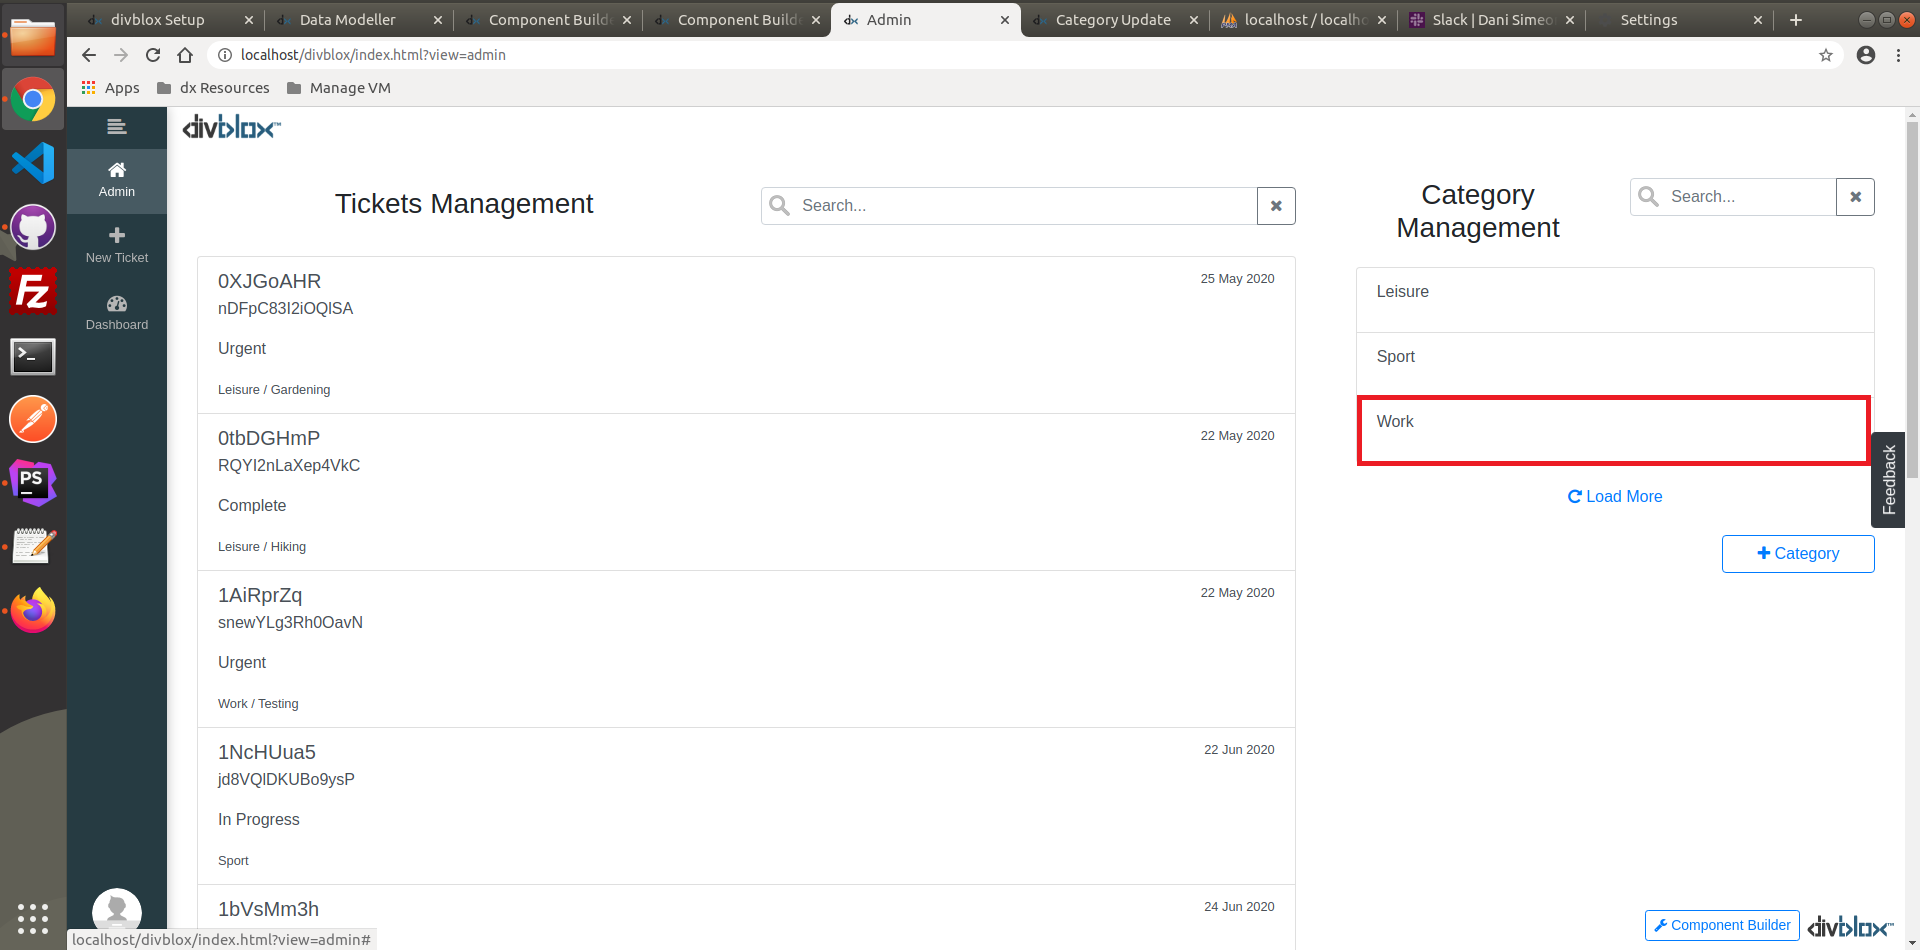 divblox Setup
Data Modeller
Component Builde
Component Builde
Admin
Category Update
localhost / localho
Slack | Dani Simeo
Settings
localhost/divblox/index.html?view=admin
Apps
dx Resources
Manage VM
divblox™
Admin
New Ticket
Dashboard
Tickets Management
Search...
0XJGoAHR
25 May 2020
nDFpC83I2iOQlSA
Urgent
Leisure / Gardening
0tbDGHmP
22 May 2020
RQYI2nLaXep4VkC
Complete
Leisure / Hiking
1AiRprZq
22 May 2020
snewYLg3Rh0OavN
Urgent
Work / Testing
1NcHUua5
22 Jun 2020
jd8VQlDKUBo9ysP
In Progress
Sport
1bVsMm3h
24 Jun 2020
Category
Management
Search...
Leisure
Sport
Work
Load More
Category
Feedback
Component Builder
divblox™
localhost/divblox/index.html?view=admin#